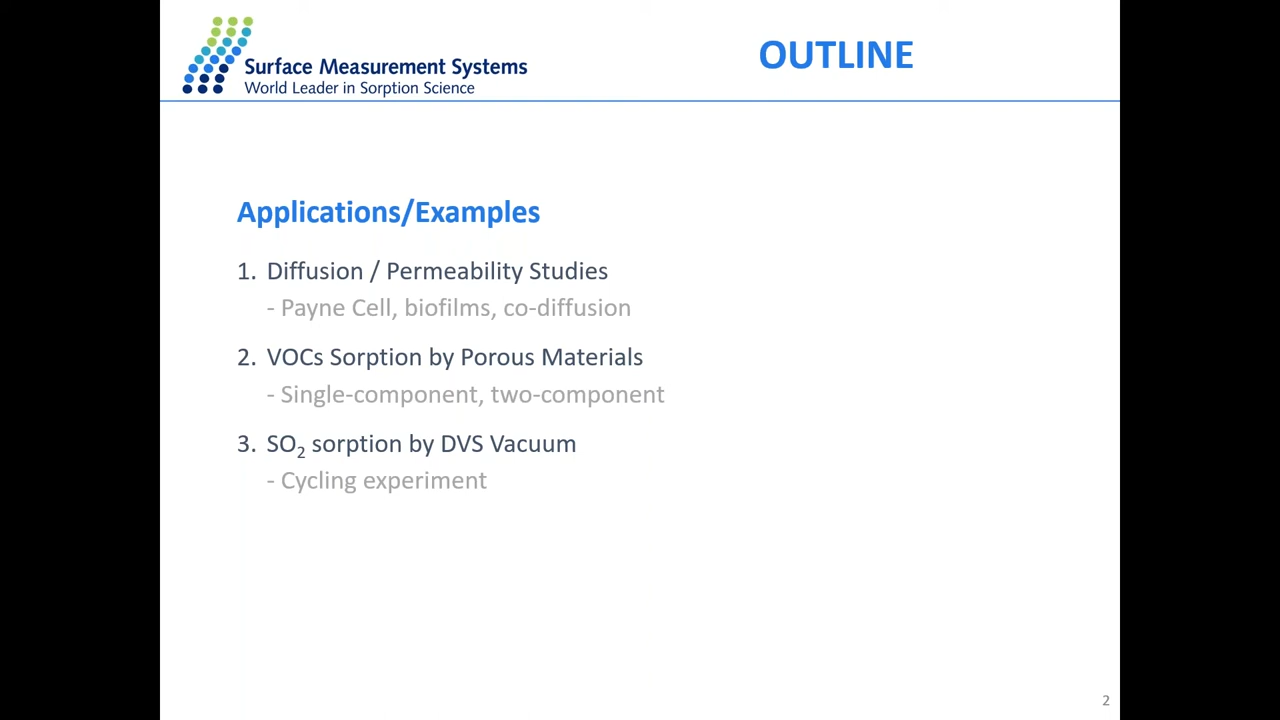 Surface Measurement Systems
World Leader in Sorption Science
OUTLINE
Applications/Examples
1. Diffusion / Permeability Studies
- Payne Cell, biofilms, co-diffusion
2. VOCs Sorption by Porous Materials
- Single-component, two-component
3. SO₂ sorption by DVS Vacuum
- Cycling experiment
2